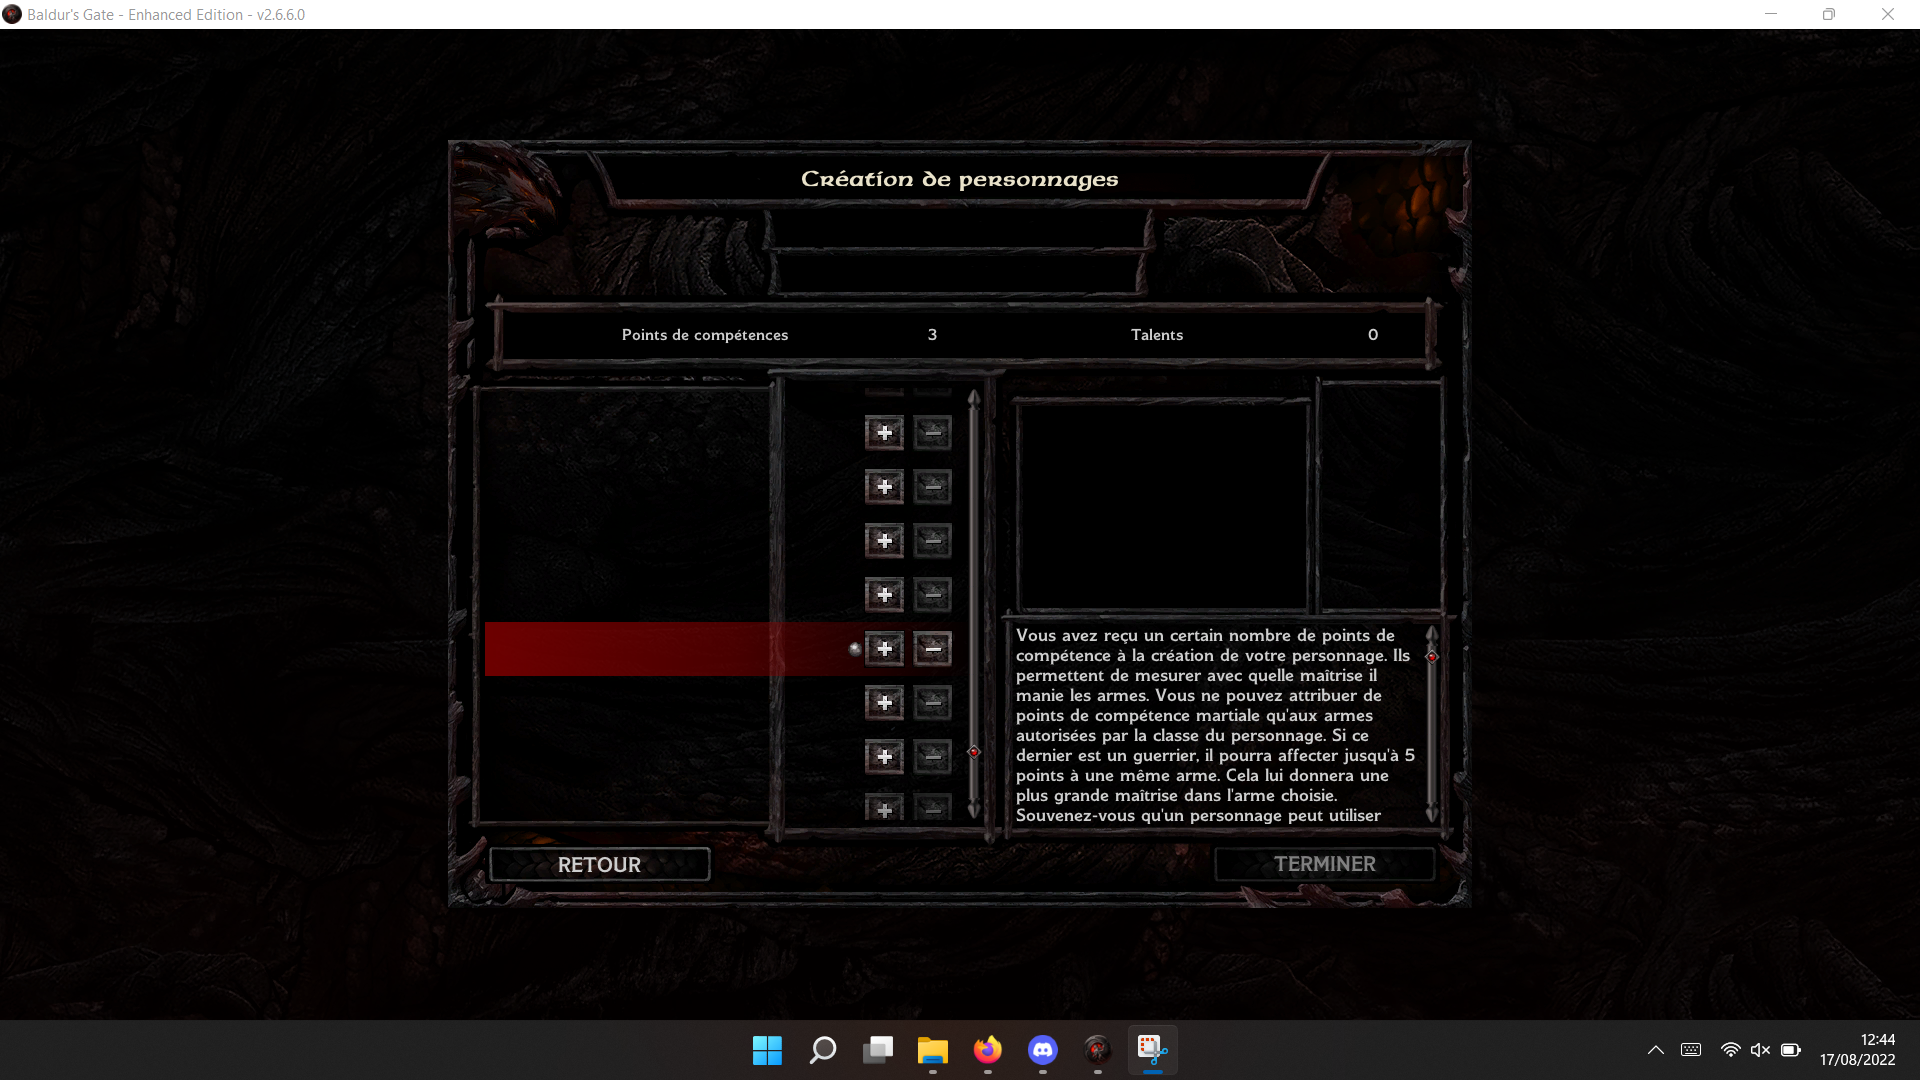 Baldur's Gate - Enhanced Edition - v2.6.6.0
Création de personnages
Points de compétences 3 Talents 0
Vous avez reçu un certain nombre de points de
compétence à la création de votre personnage. Ils
permettent de mesurer avec quelle maîtrise il
manie les armes. Vous ne pouvez attribuer de
points de compétence martiale qu'aux armes
autorisées par la classe du personnage. Si ce
dernier est un guerrier, il pourra affecter jusqu'à 5
points à une même arme. Cela lui donnera une
plus grande maîtrise dans l'arme choisie.
Souvenez-vous qu'un personnage peut utiliser
RETOUR
TERMINER
12:44
17/08/2022